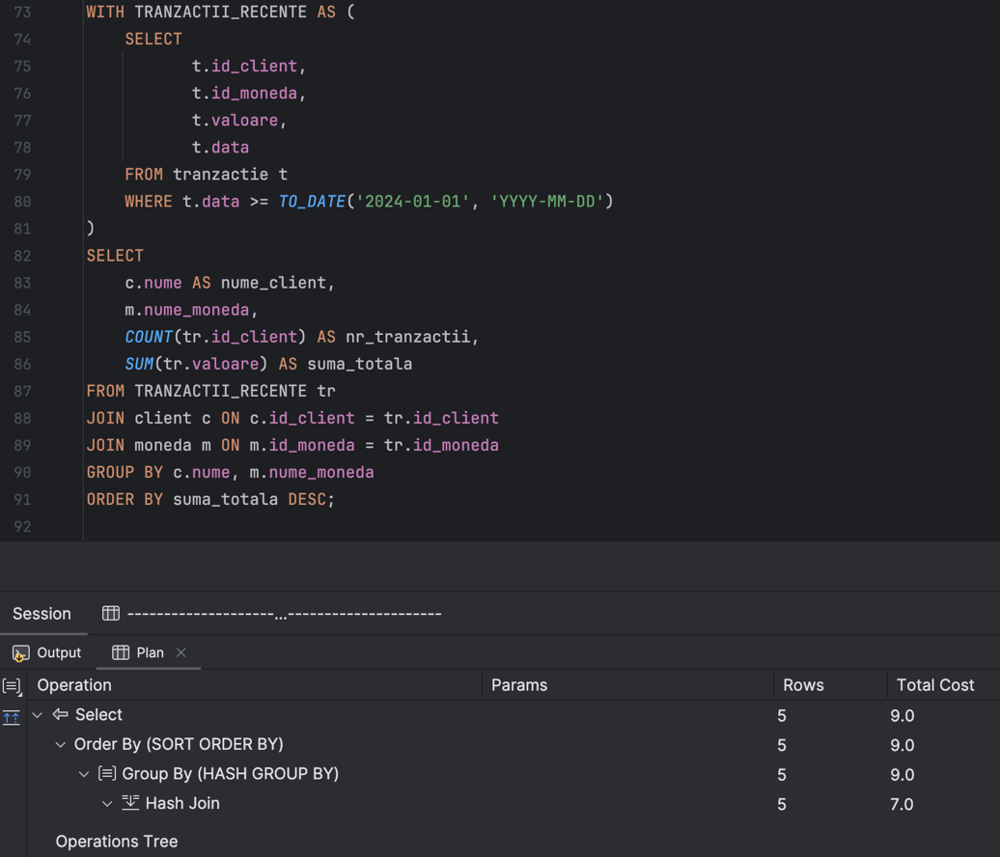 73 WITH TRANZACTII_RECENTE AS (
74 SELECT
75 t.id_client,
76 t.id_moneda,
77 t.valoare,
78 t.data
79 FROM tranzactie t
80 WHERE t.data >= TO_DATE('2024-01-01', 'YYYY-MM-DD')
81 )
82 SELECT
83 c.nume AS nume_client,
84 m.nume_moneda,
85 COUNT(tr.id_client) AS nr_tranzactii,
86 SUM(tr.valoare) AS suma_totala
87 FROM TRANZACTII_RECENTE tr
88 JOIN client c ON c.id_client = tr.id_client
89 JOIN moneda m ON m.id_moneda = tr.id_moneda
90 GROUP BY c.nume, m.nume_moneda
91 ORDER BY suma_totala DESC;
92
Session --------------------...---------------------
Output Plan
Operation Params Rows Total Cost
Select 5 9.0
Order By (SORT ORDER BY) 5 9.0
Group By (HASH GROUP BY) 5 9.0
Hash Join 5 7.0
Operations Tree